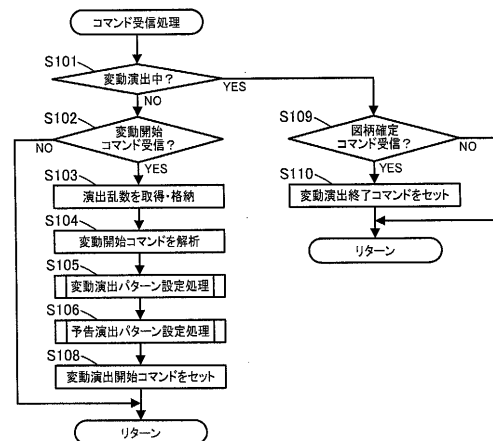 コマンド受信処理
S101
変動演出中?
YES
NO
S102
変動開始
コマンド受信?
NO
YES
S103
演出乱数を取得・格納
S104
変動開始コマンドを解析
S105
変動演出パターン設定処理
S106
予告演出パターン設定処理
S108
変動演出開始コマンドをセット
リターン
S109
図柄確定
コマンド受信?
NO
YES
S110
変動演出終了コマンドをセット
リターン